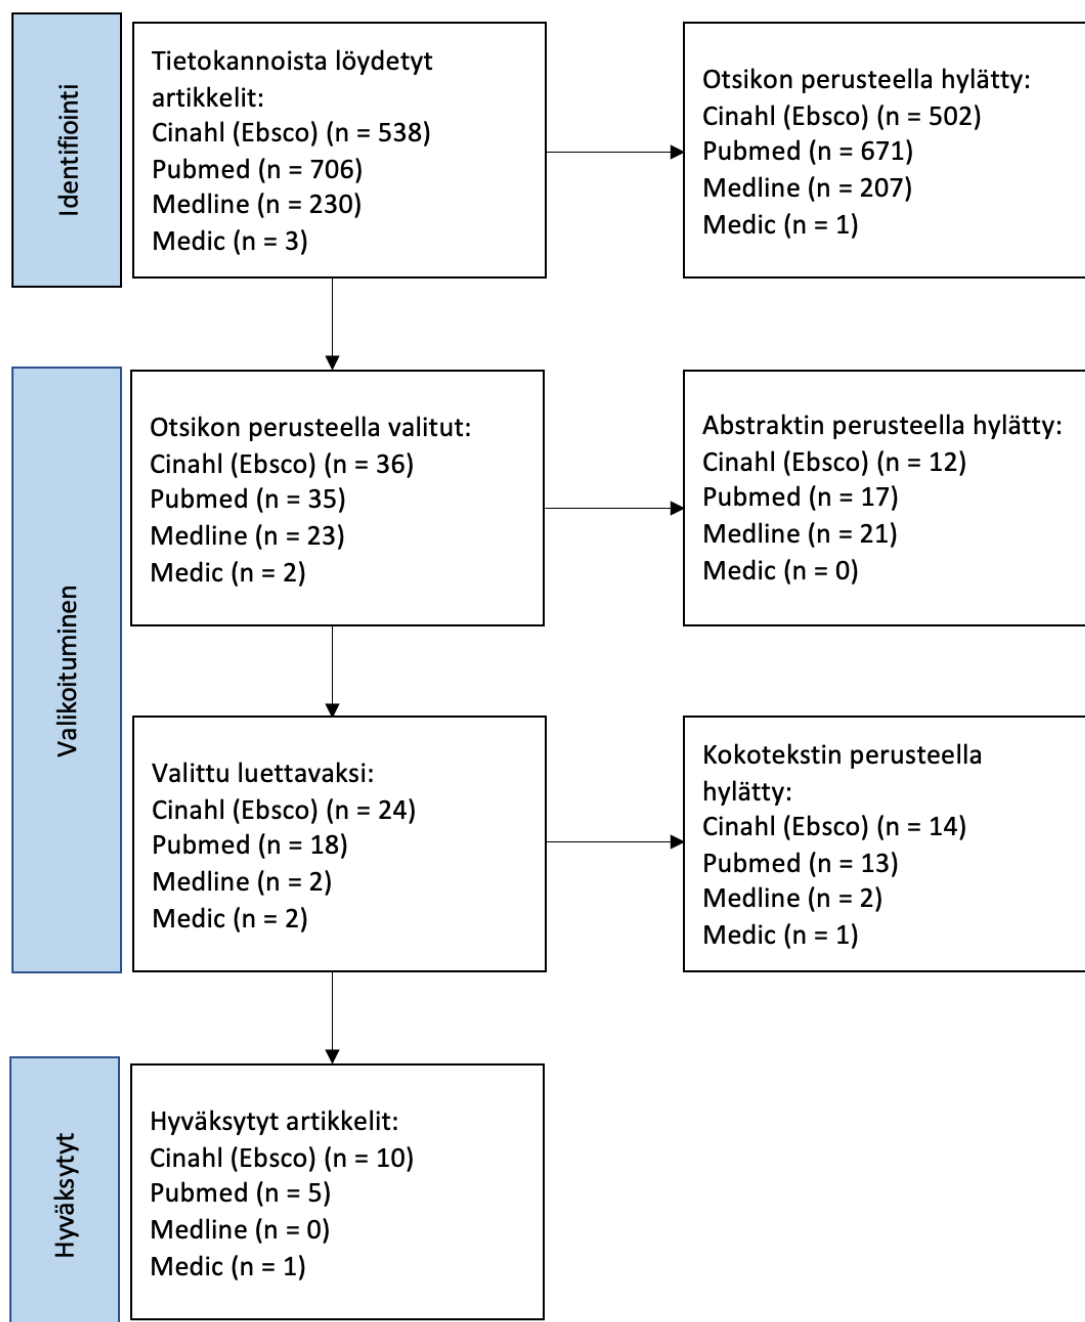 Identifiointi
Tietokannoista löydetyt
artikkelit:
Cinahl (Ebsco) (n = 538)
Pubmed (n = 706)
Medline (n = 230)
Medic (n = 3)
Otsikon perusteella hylätty:
Cinahl (Ebsco) (n = 502)
Pubmed (n = 671)
Medline (n = 207)
Medic (n = 1)
Valikoituminen
Otsikon perusteella valitut:
Cinahl (Ebsco) (n = 36)
Pubmed (n = 35)
Medline (n = 23)
Medic (n = 2)
Abstraktin perusteella hylätty:
Cinahl (Ebsco) (n = 12)
Pubmed (n = 17)
Medline (n = 21)
Medic (n = 0)
Valittu luettavaksi:
Cinahl (Ebsco) (n = 24)
Pubmed (n = 18)
Medline (n = 2)
Medic (n = 2)
Kokotekstin perusteella
hylätty:
Cinahl (Ebsco) (n = 14)
Pubmed (n = 13)
Medline (n = 2)
Medic (n = 1)
Hyväksytyt
Hyväksytyt artikkelit:
Cinahl (Ebsco) (n = 10)
Pubmed (n = 5)
Medline (n = 0)
Medic (n = 1)